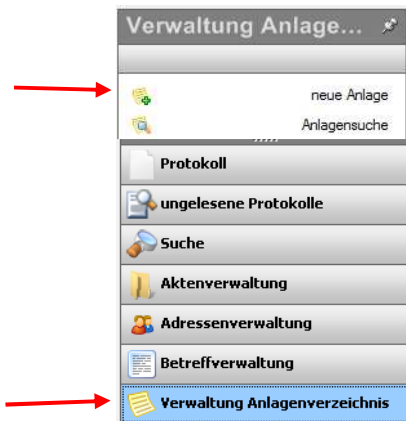 Verwaltung Anlage...
neue Anlage
Anlagensuche
Protokoll
ungelesene Protokolle
Suche
Aktenverwaltung
Adressenverwaltung
Betreffverwaltung
Verwaltung Anlagenverzeichnis